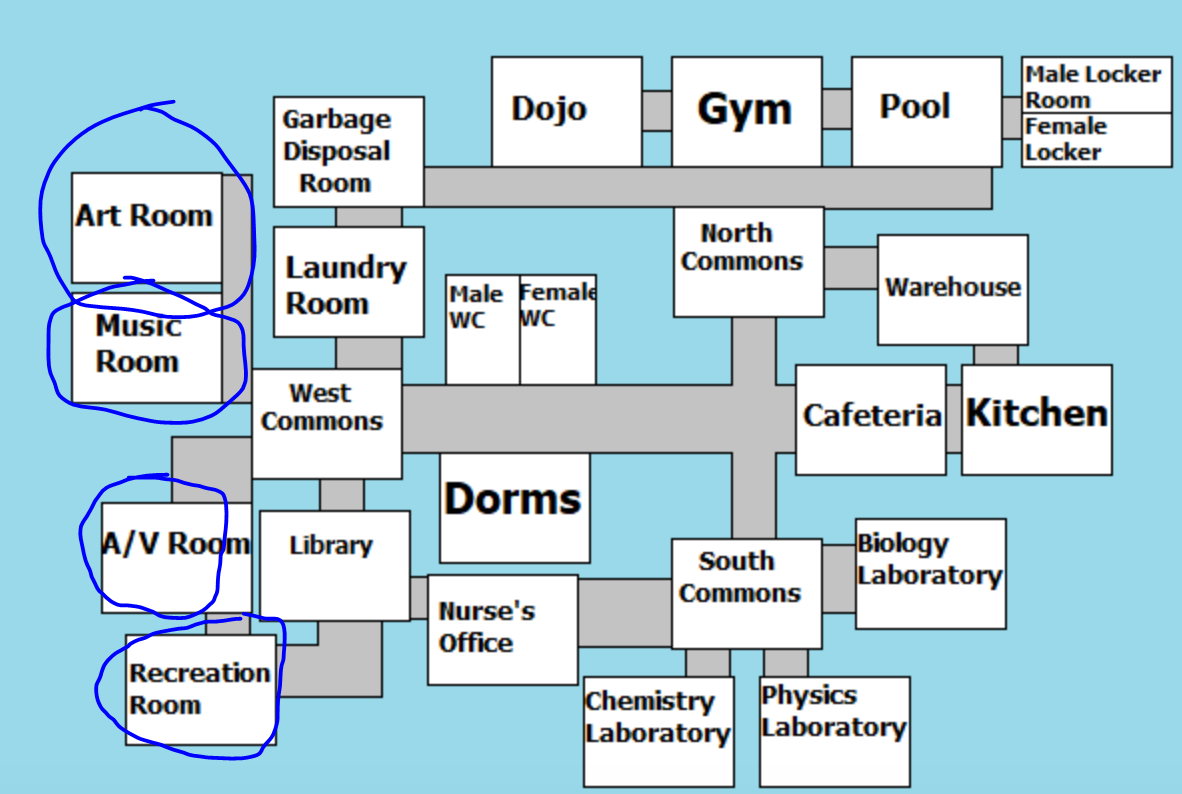 Dojo
Gym
Pool
Male Locker
Room
Female
Locker
Garbage
Disposal
Room
Art Room
North
Commons
Laundry
Room
Male
WC
Female
WC
Warehouse
Music
Room
West
Commons
Cafeteria
Kitchen
Dorms
A/V Room
Library
South
Commons
Biology
Laboratory
Nurse's
Office
Recreation
Room
Chemistry
Laboratory
Physics
Laboratory